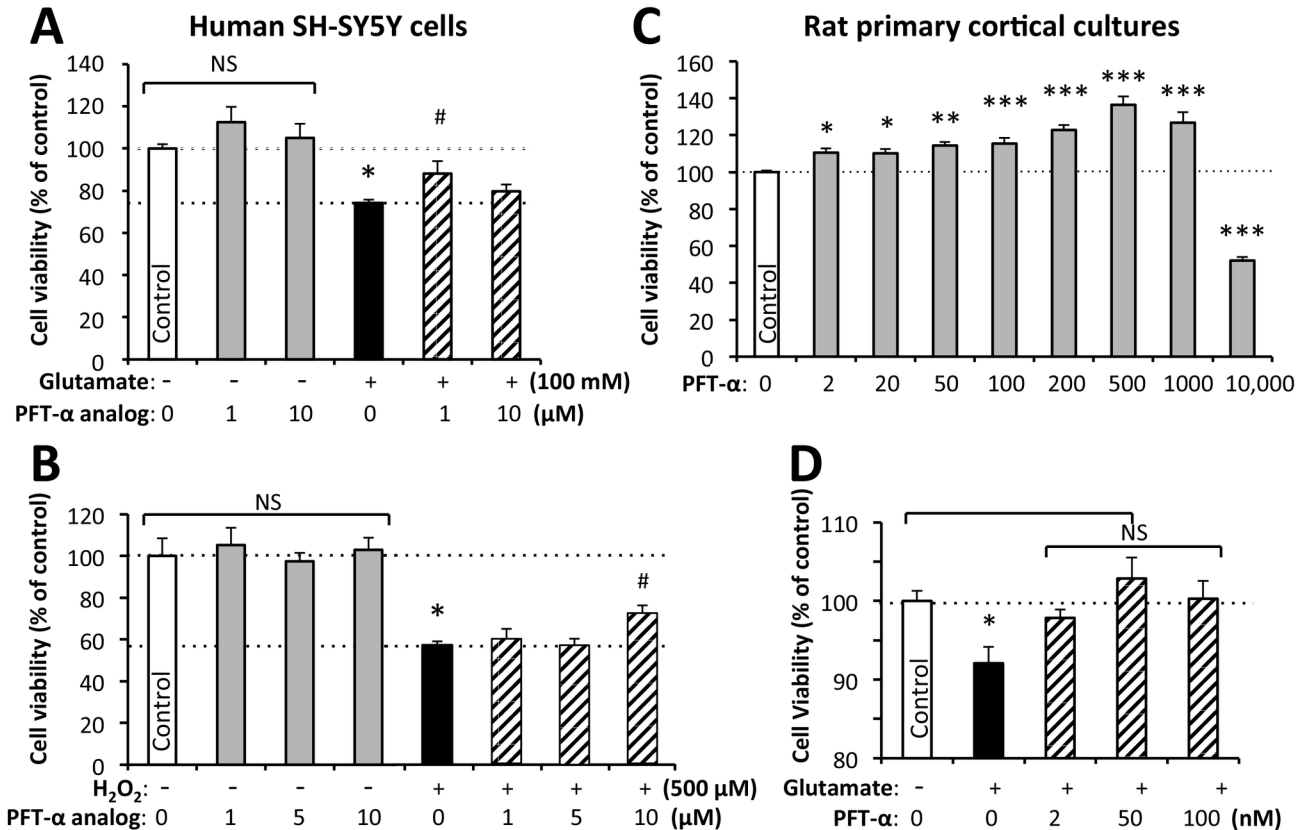 A
Human SH-SY5Y cells
Cell viability (% of control)
140
120
100
80
60
40
20
0
NS
*
#
Control
Glutamate: - - - + + + (100 mM)
PFT-α analog: 0 1 10 0 1 10 (μM)
C
Rat primary cortical cultures
Cell viability (% of control)
160
140
120
100
80
60
40
20
0
* * ** *** *** *** *** ***
Control
PFT-α: 0 2 20 50 100 200 500 1000 10,000
B
Cell viability (% of control)
120
100
80
60
40
20
0
NS
*
#
Control
H₂O₂: - - - - + + + + (500 μM)
PFT-α analog: 0 1 5 10 0 1 5 10 (μM)
D
Cell Viability (% of control)
110
100
90
80
NS
*
Control
Glutamate: - + + + +
PFT-α: 0 0 2 50 100 (nM)